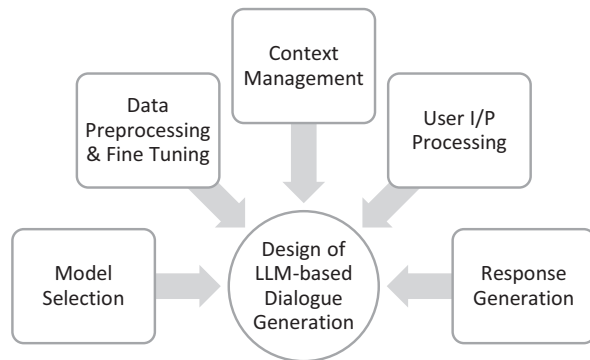 Context
Management
Data
Preprocessing
& Fine Tuning
User I/P
Processing
Model
Selection
Design of
LLM-based
Dialogue
Generation
Response
Generation